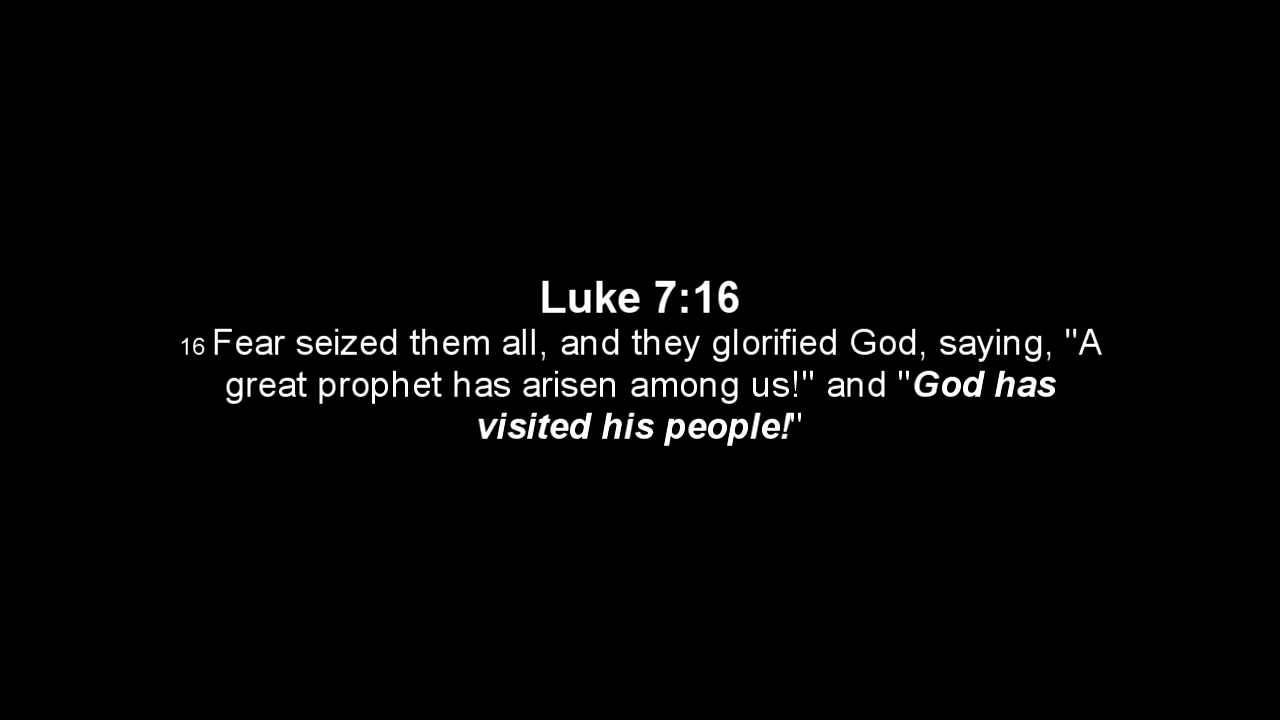 Luke 7:16
16 Fear seized them all, and they glorified God, saying, "A
great prophet has arisen among us!" and "God has
visited his people!"